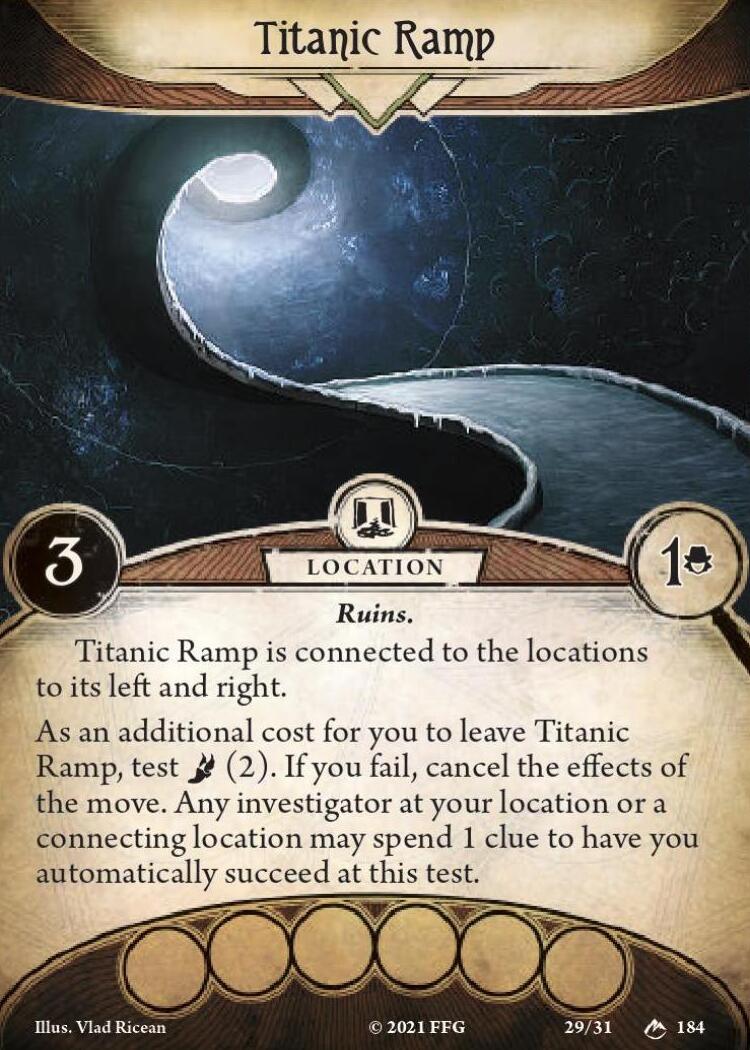 Titanic Ramp
3
LOCATION
1
Ruins.
Titanic Ramp is connected to the locations
to its left and right.
As an additional cost for you to leave Titanic
Ramp, test (2). If you fail, cancel the effects of
the move. Any investigator at your location or a
connecting location may spend 1 clue to have you
automatically succeed at this test.
Illus. Vlad Ricean © 2021 FFG 29/31 184